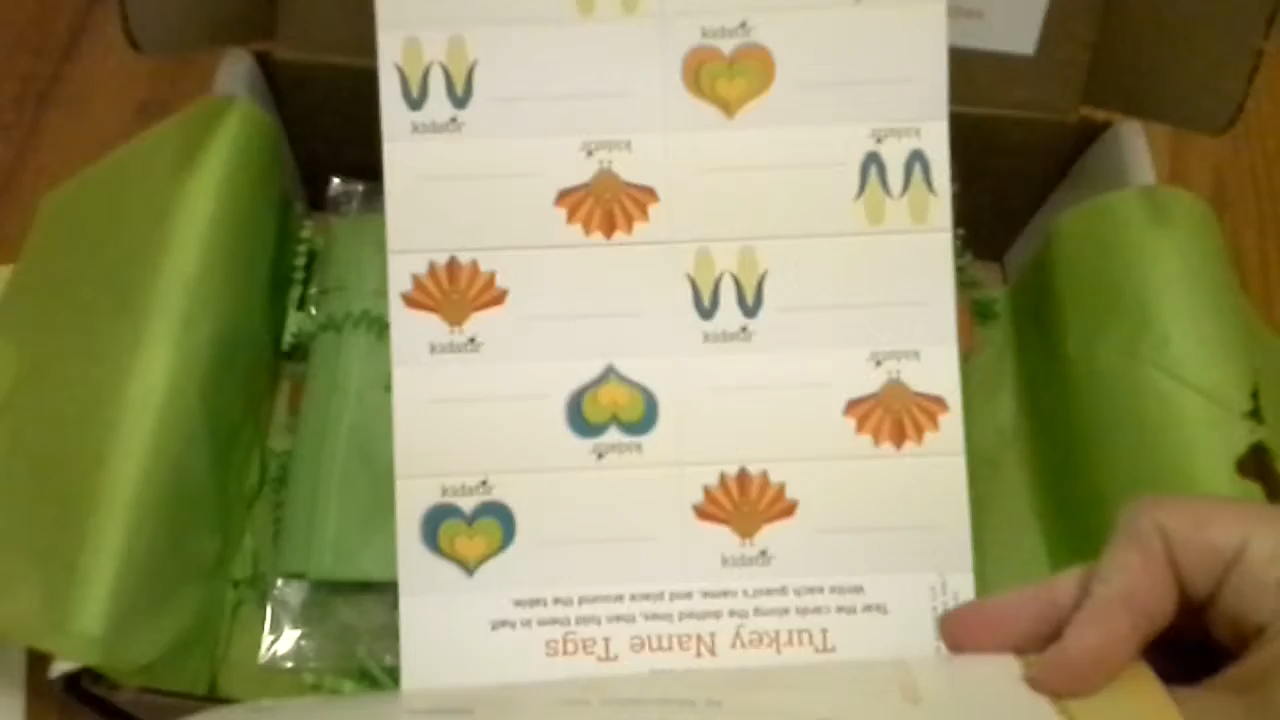 kidstir
kidstir
kidstir
kidstir
kidstir
kidstir
kidstir
kidstir
kidstir
kidstir
Turkey Name Tags
Tear the cards along the dotted lines, then fold them in half.
Write each guest's name, and place around the table.